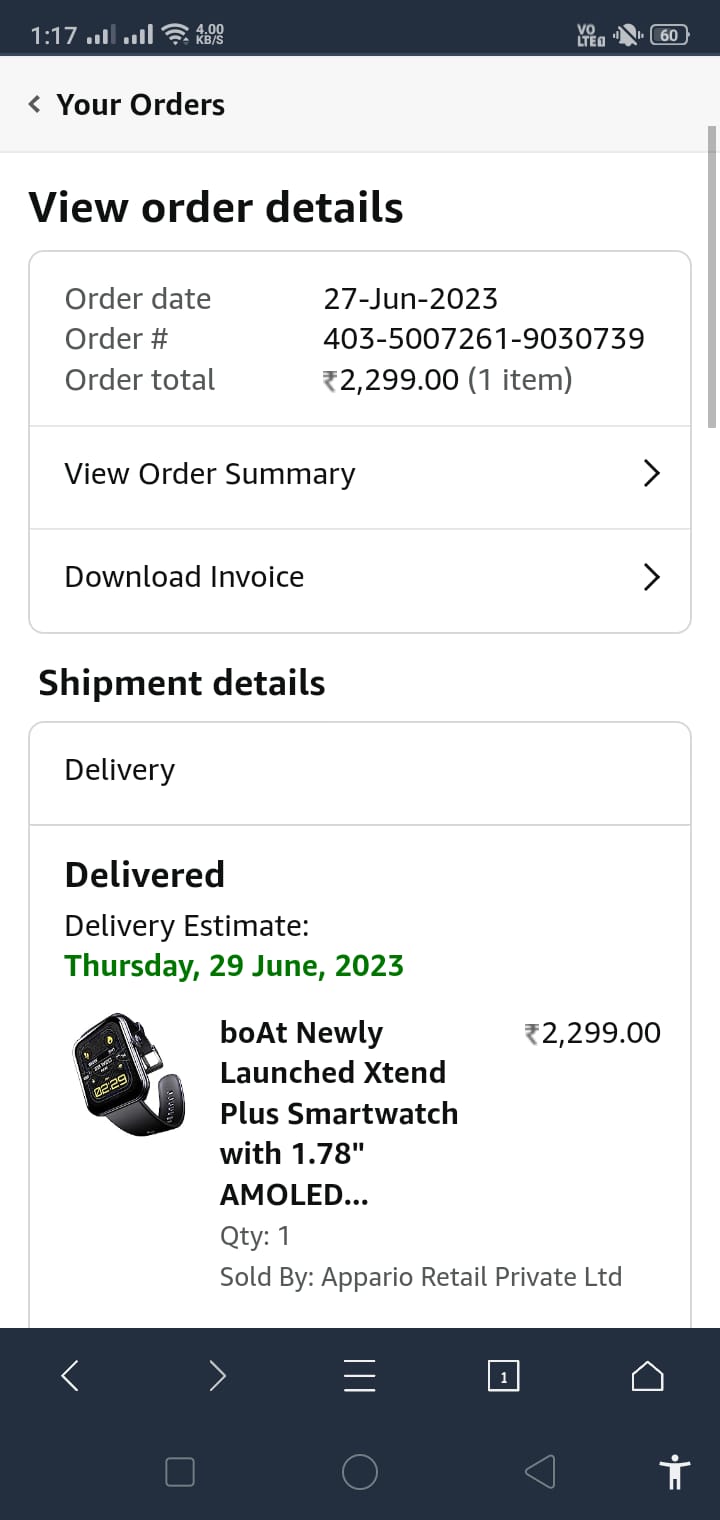 1:17 4.00 KB/S VO LTE 60
Your Orders
View order details
Order date 27-Jun-2023
Order # 403-5007261-9030739
Order total ₹2,299.00 (1 item)
View Order Summary
Download Invoice
Shipment details
Delivery
Delivered
Delivery Estimate:
Thursday, 29 June, 2023
boAt Newly ₹2,299.00
Launched Xtend
Plus Smartwatch
with 1.78"
AMOLED...
Qty: 1
Sold By: Appario Retail Private Ltd
02:29
1